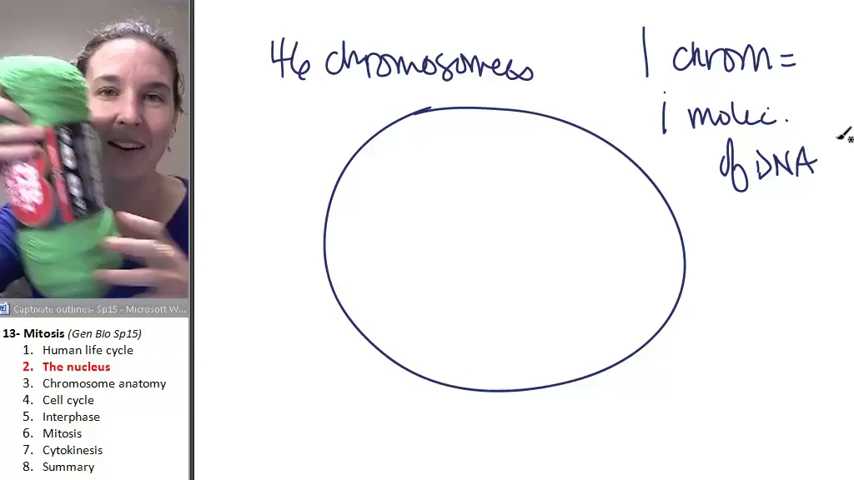 46 chromosomes
1 chrom =
1 molec.
of DNA
Captivate outlines- Sp15 - Microsoft W...
13- Mitosis (Gen Bio Sp15)
1. Human life cycle
2. The nucleus
3. Chromosome anatomy
4. Cell cycle
5. Interphase
6. Mitosis
7. Cytokinesis
8. Summary